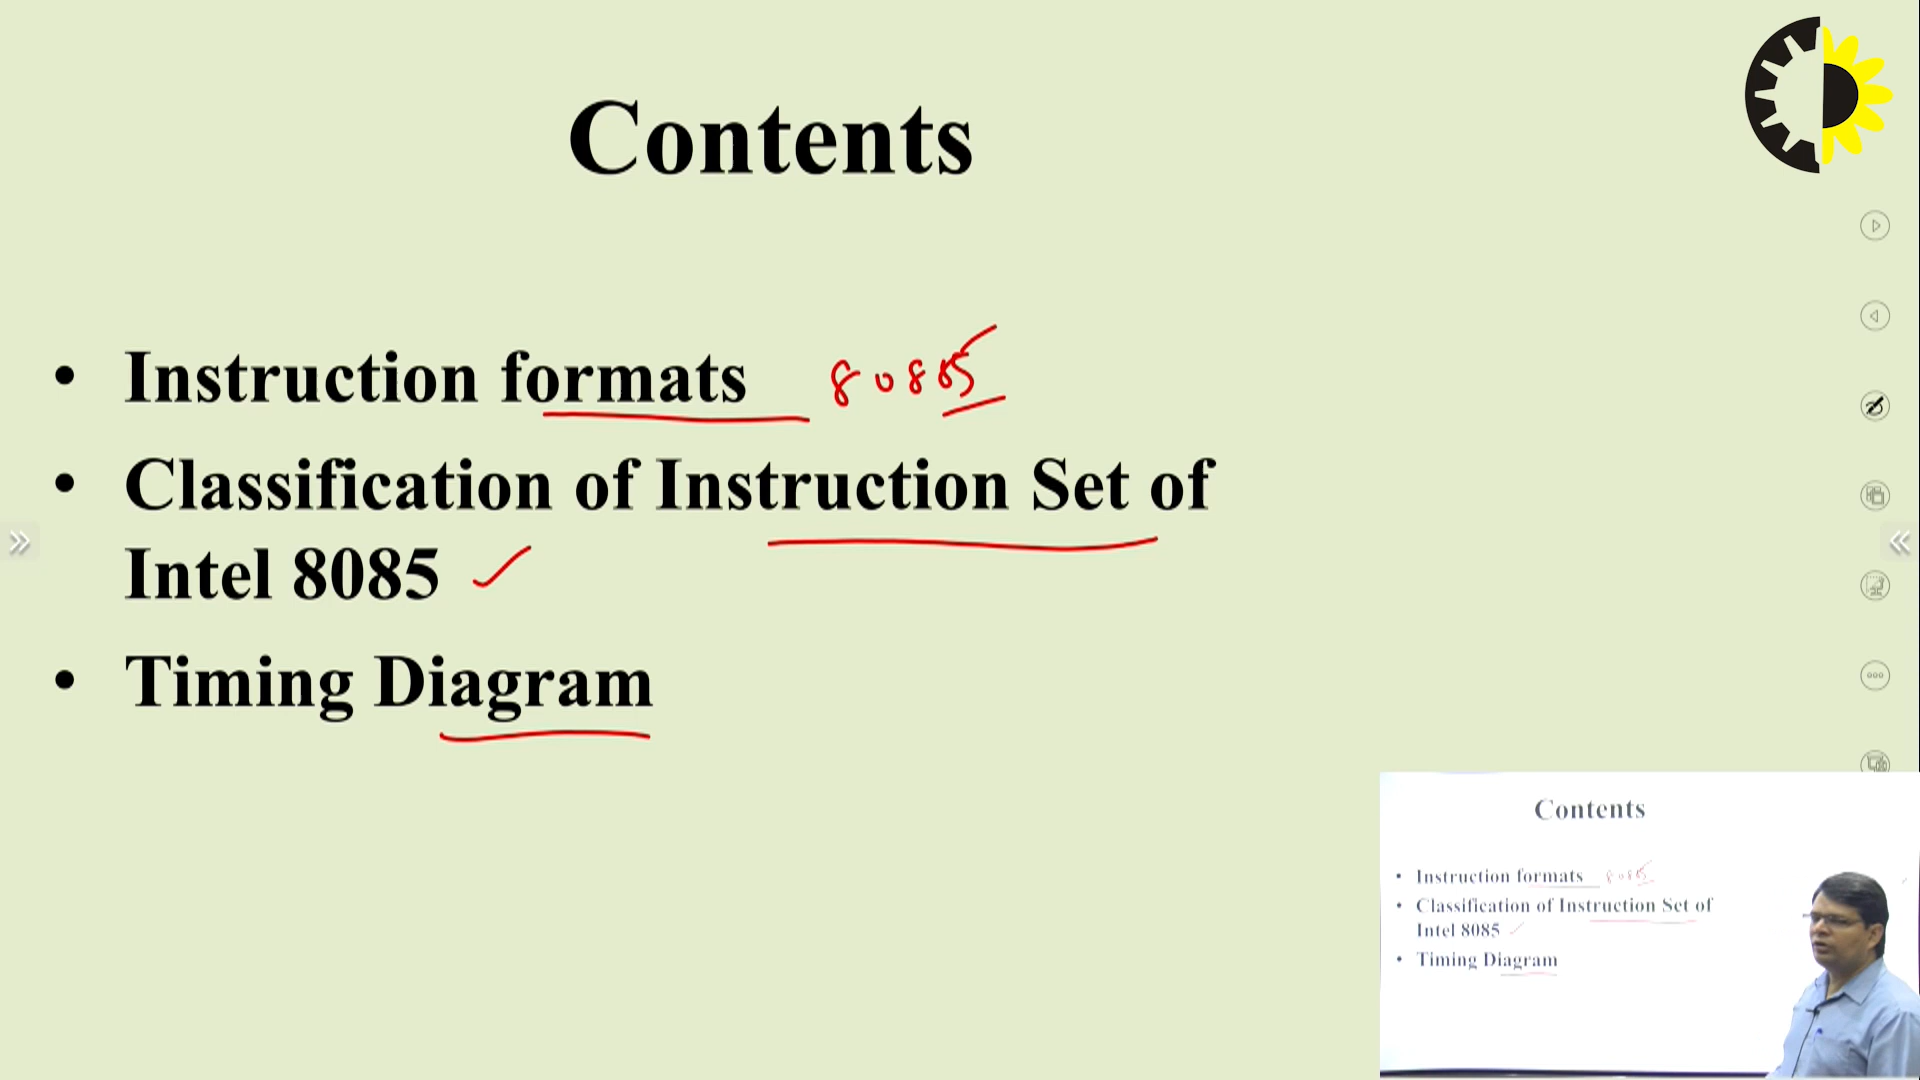 Contents
• Instruction formats 8085
• Classification of Instruction Set of
Intel 8085
• Timing Diagram
Contents
• Instruction formats 8085
• Classification of Instruction Set of
Intel 8085
• Timing Diagram